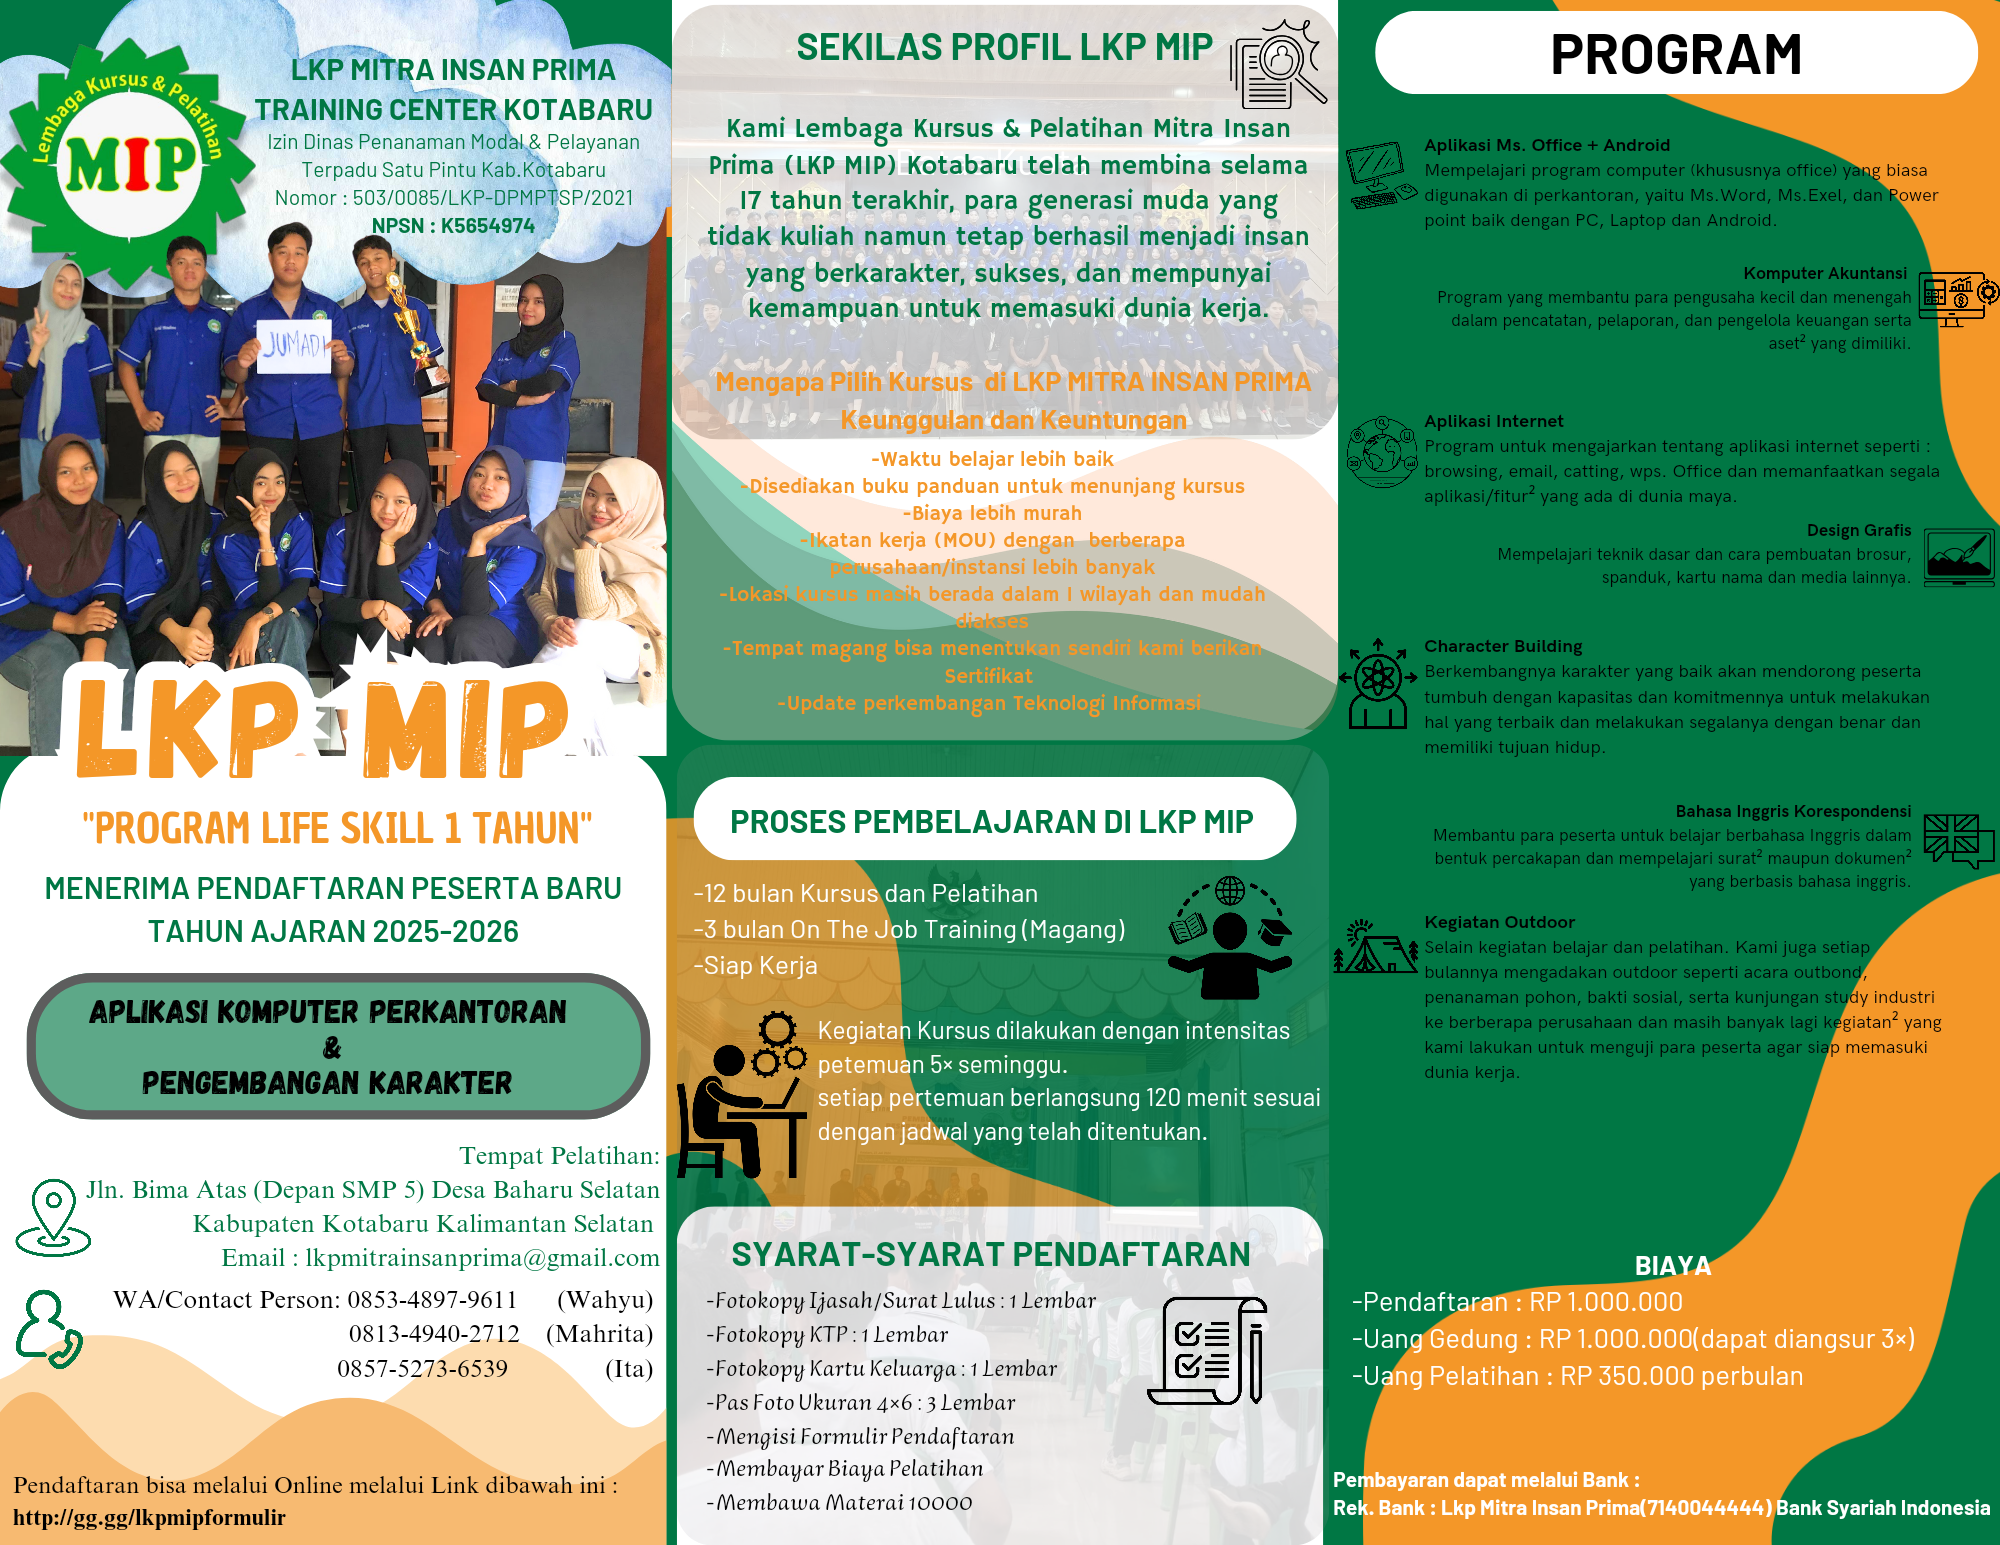 Lembaga Kursus & Pelatihan
MIP
LKP MITRA INSAN PRIMA
TRAINING CENTER KOTABARU
Izin Dinas Penanaman Modal & Pelayanan
Terpadu Satu Pintu Kab.Kotabaru
Nomor : 503/0085/LKP-DPMPTSP/2021
NPSN : K5654974
JUMADI
LKP MIP
"PROGRAM LIFE SKILL 1 TAHUN"
MENERIMA PENDAFTARAN PESERTA BARU
TAHUN AJARAN 2025-2026
APLIKASI KOMPUTER PERKANTORAN
&
PENGEMBANGAN KARAKTER
Tempat Pelatihan:
Jln. Bima Atas (Depan SMP 5) Desa Baharu Selatan
Kabupaten Kotabaru Kalimantan Selatan
Email : lkpmitrainsanprima@gmail.com
WA/Contact Person: 0853-4897-9611 (Wahyu)
0813-4940-2712 (Mahrita)
0857-5273-6539 (Ita)
Pendaftaran bisa melalui Online melalui Link dibawah ini :
http://gg.gg/lkpmipformulir
SEKILAS PROFIL LKP MIP
Kami Lembaga Kursus & Pelatihan Mitra Insan
Prima (LKP MIP) Kotabaru telah membina selama
17 tahun terakhir, para generasi muda yang
tidak kuliah namun tetap berhasil menjadi insan
yang berkarakter, sukses, dan mempunyai
kemampuan untuk memasuki dunia kerja.
Mengapa Pilih Kursus di LKP MITRA INSAN PRIMA
Keunggulan dan Keuntungan
-Waktu belajar lebih baik
-Disediakan buku panduan untuk menunjang kursus
-Biaya lebih murah
-Ikatan kerja (MOU) dengan berberapa
perusahaan/instansi lebih banyak
-Lokasi kursus masih berada dalam 1 wilayah dan mudah
diakses
-Tempat magang bisa menentukan sendiri kami berikan
Sertifikat
-Update perkembangan Teknologi Informasi
PROSES PEMBELAJARAN DI LKP MIP
-12 bulan Kursus dan Pelatihan
-3 bulan On The Job Training (Magang)
-Siap Kerja
Kegiatan Kursus dilakukan dengan intensitas
petemuan 5× seminggu.
setiap pertemuan berlangsung 120 menit sesuai
dengan jadwal yang telah ditentukan.
SYARAT-SYARAT PENDAFTARAN
-Fotokopy Ijasah/Surat Lulus : 1 Lembar
-Fotokopy KTP : 1 Lembar
-Fotokopy Kartu Keluarga : 1 Lembar
-Pas Foto Ukuran 4×6 : 3 Lembar
-Mengisi Formulir Pendaftaran
-Membayar Biaya Pelatihan
-Membawa Materai 10000
PROGRAM
Aplikasi Ms. Office + Android
Mempelajari program computer (khususnya office) yang biasa
digunakan di perkantoran, yaitu Ms.Word, Ms.Exel, dan Power
point baik dengan PC, Laptop dan Android.
Komputer Akuntansi
Program yang membantu para pengusaha kecil dan menengah
dalam pencatatan, pelaporan, dan pengelola keuangan serta
aset² yang dimiliki.
Aplikasi Internet
Program untuk mengajarkan tentang aplikasi internet seperti :
browsing, email, catting, wps. Office dan memanfaatkan segala
aplikasi/fitur² yang ada di dunia maya.
Design Grafis
Mempelajari teknik dasar dan cara pembuatan brosur,
spanduk, kartu nama dan media lainnya.
Character Building
Berkembangnya karakter yang baik akan mendorong peserta
tumbuh dengan kapasitas dan komitmennya untuk melakukan
hal yang terbaik dan melakukan segalanya dengan benar dan
memiliki tujuan hidup.
Bahasa Inggris Korespondensi
Membantu para peserta untuk belajar berbahasa Inggris dalam
bentuk percakapan dan mempelajari surat² maupun dokumen²
yang berbasis bahasa inggris.
Kegiatan Outdoor
Selain kegiatan belajar dan pelatihan. Kami juga setiap
bulannya mengadakan outdoor seperti acara outbond,
penanaman pohon, bakti sosial, serta kunjungan study industri
ke berberapa perusahaan dan masih banyak lagi kegiatan² yang
kami lakukan untuk menguji para peserta agar siap memasuki
dunia kerja.
BIAYA
-Pendaftaran : RP 1.000.000
-Uang Gedung : RP 1.000.000(dapat diangsur 3×)
-Uang Pelatihan : RP 350.000 perbulan
Pembayaran dapat melalui Bank :
Rek. Bank : Lkp Mitra Insan Prima(7140044444) Bank Syariah Indonesia